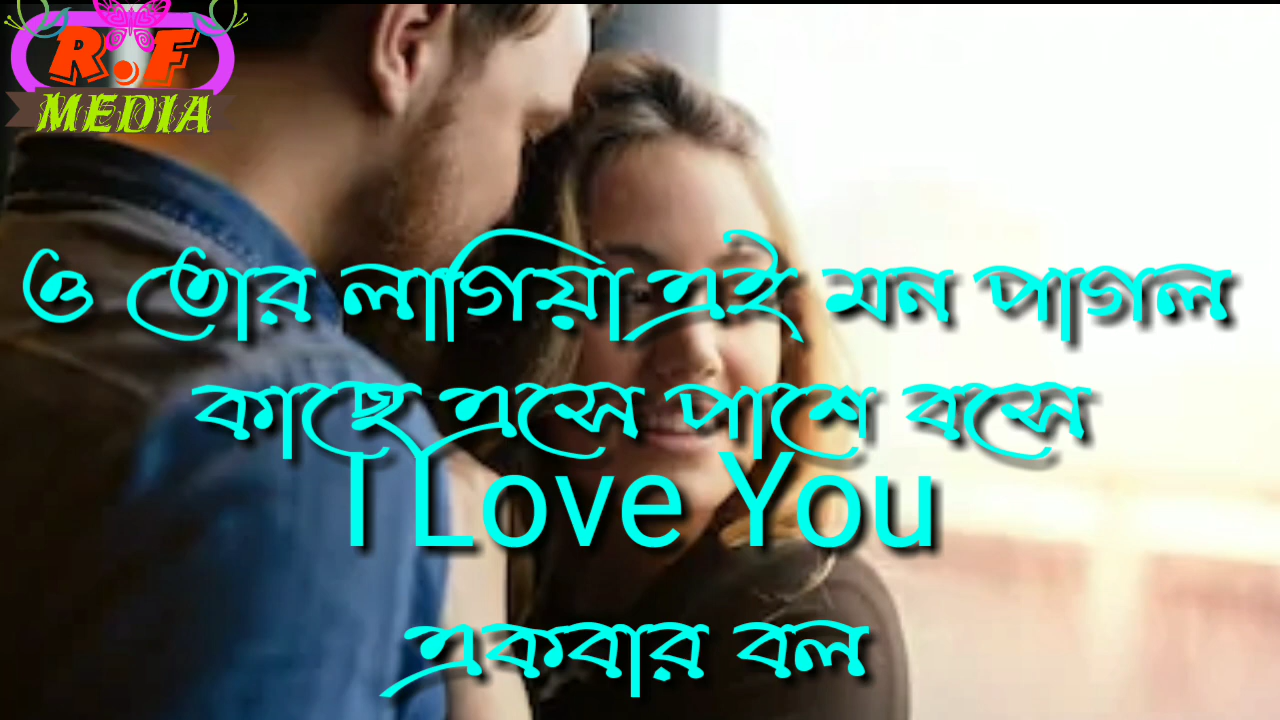 R.F
MEDIA
ও তোর লাগিয়া এই মন পাগল
কাছে এসে পাশে বসে
I Love You
একবার বল